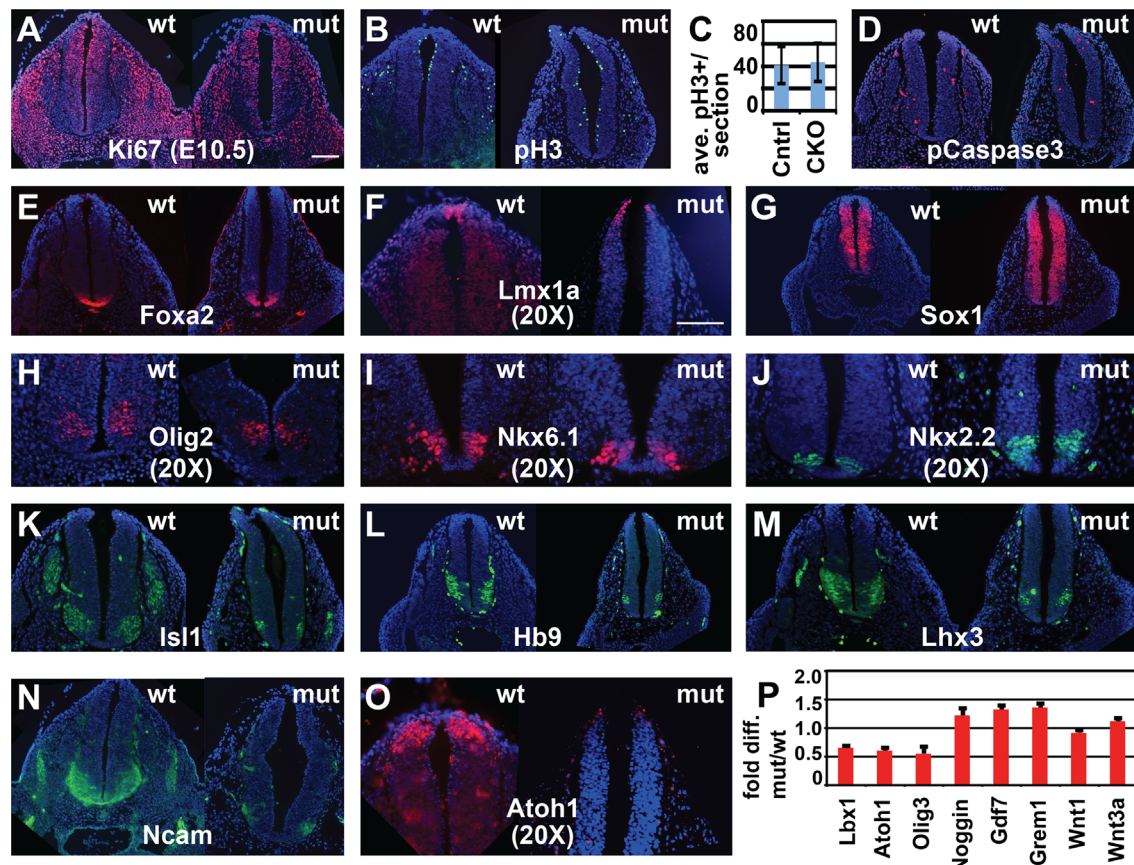 A wt mut
Ki67 (E10.5)
B wt mut
pH3
C
ave. pH3+/
section
80
40
0
Cntrl
CKO
D wt mut
pCaspase3
E wt mut
Foxa2
F wt mut
Lmx1a
(20X)
G wt mut
Sox1
H wt mut
Olig2
(20X)
I wt mut
Nkx6.1
(20X)
J wt mut
Nkx2.2
(20X)
K wt mut
Isl1
L wt mut
Hb9
M wt mut
Lhx3
N wt mut
Ncam
O wt mut
Atoh1
(20X)
P
fold diff.
mut/wt
2.0
1.5
1.0
0.5
0
Lbx1
Atoh1
Olig3
Noggin
Gdf7
Grem1
Wnt1
Wnt3a